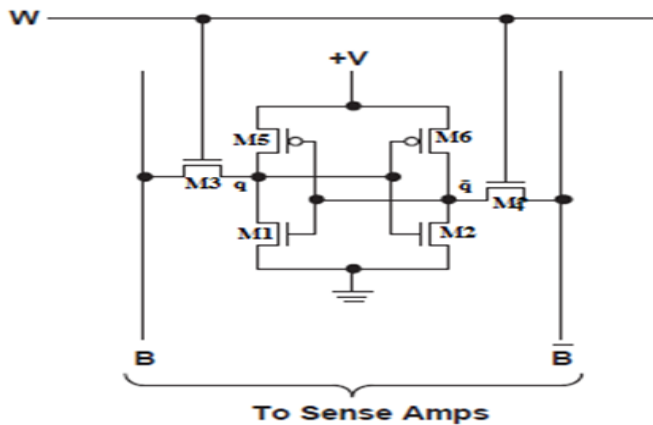 W
+V
M5 M6
M3 q q̄ M4
M1 M2
B B̄
To Sense Amps